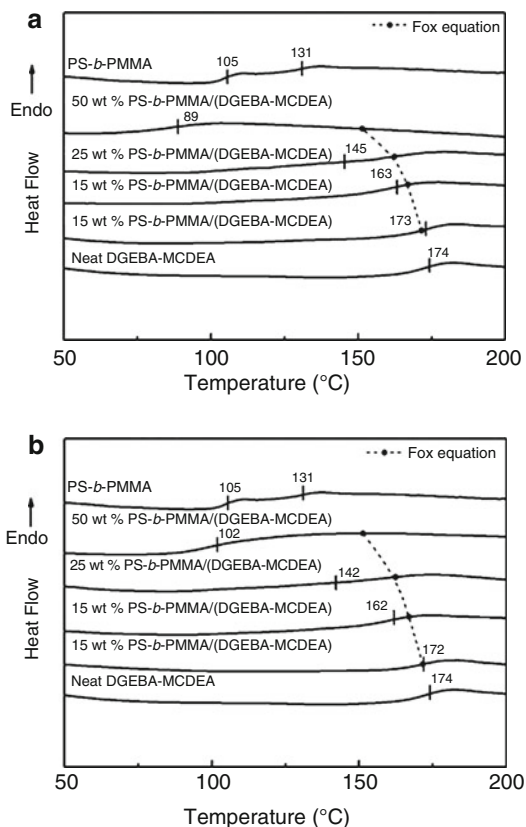 a
Fox equation
PS-b-PMMA
105
131
50 wt % PS-b-PMMA/(DGEBA-MCDEA)
89
25 wt % PS-b-PMMA/(DGEBA-MCDEA)
145
15 wt % PS-b-PMMA/(DGEBA-MCDEA)
163
15 wt % PS-b-PMMA/(DGEBA-MCDEA)
173
Neat DGEBA-MCDEA
174
Endo
Heat Flow
50
100
150
200
Temperature (°C)
b
Fox equation
PS-b-PMMA
105
131
50 wt % PS-b-PMMA/(DGEBA-MCDEA)
102
25 wt % PS-b-PMMA/(DGEBA-MCDEA)
142
15 wt % PS-b-PMMA/(DGEBA-MCDEA)
162
15 wt % PS-b-PMMA/(DGEBA-MCDEA)
172
Neat DGEBA-MCDEA
174
Endo
Heat Flow
50
100
150
200
Temperature (°C)